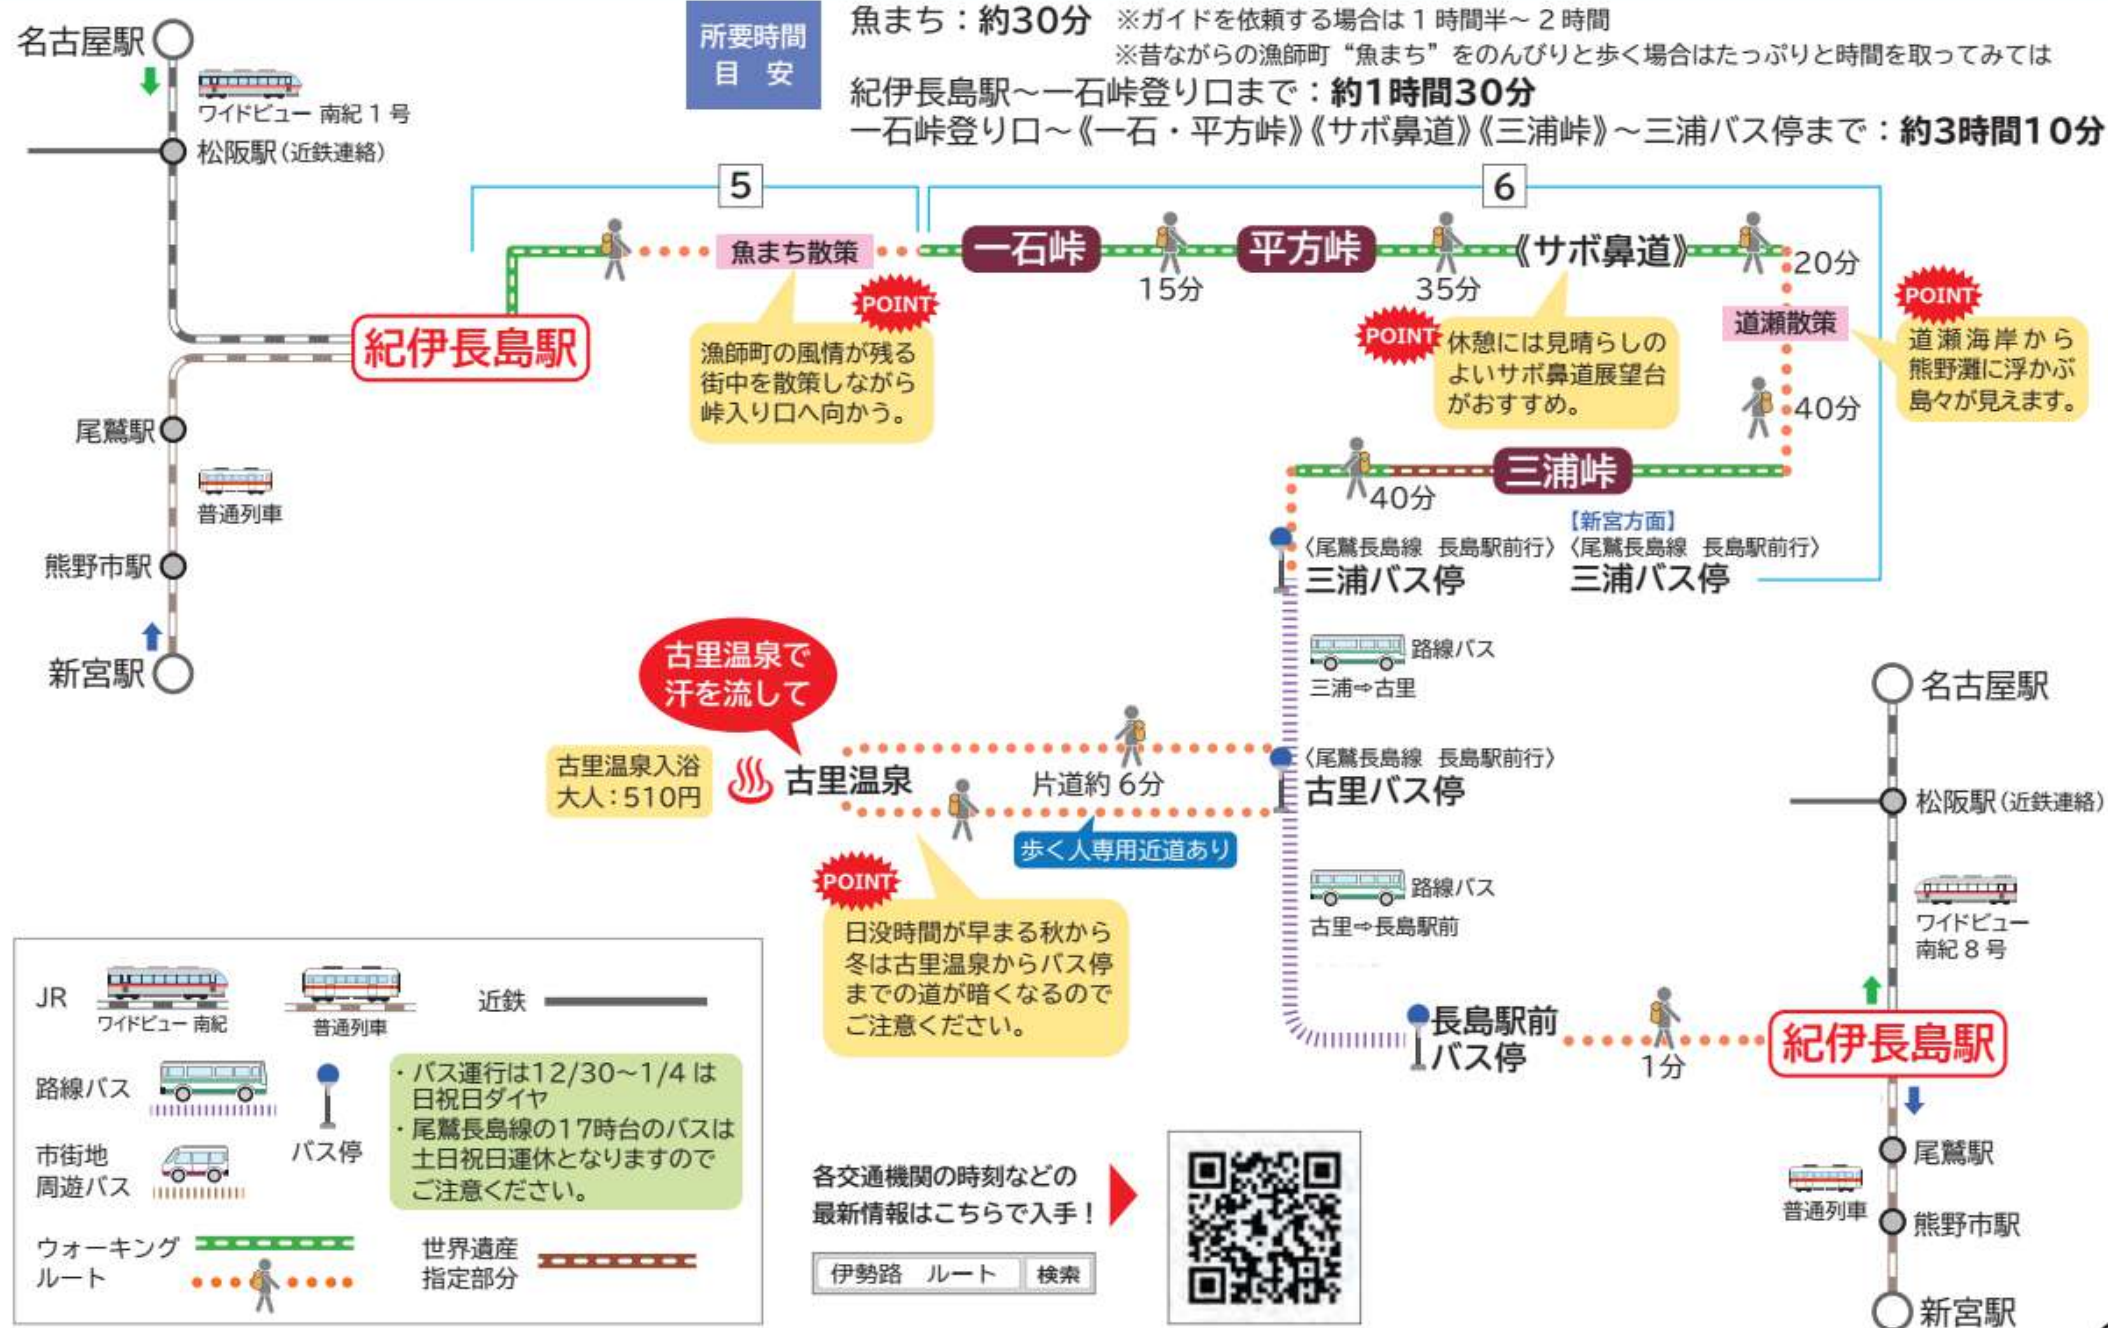 所要時間
目 安
魚まち：約30分 ※ガイドを依頼する場合は1時間半～2時間
※昔ながらの漁師町“魚まち”をのんびりと歩く場合はたっぷりと時間を取ってみては
紀伊長島駅～一石峠登り口まで：約1時間30分
一石峠登り口～《一石・平方峠》《サボ鼻道》《三浦峠》～三浦バス停まで：約3時間10分
名古屋駅
ワイドビュー 南紀1号
松阪駅（近鉄連絡）
紀伊長島駅
尾鷲駅
普通列車
熊野市駅
新宮駅
5
魚まち散策
POINT
漁師町の風情が残る
街中を散策しながら
峠入り口へ向かう。
6
一石峠
15分
平方峠
35分
《サボ鼻道》
20分
POINT
休憩には見晴らしの
よいサボ鼻道展望台
がおすすめ。
道瀬散策
POINT
道瀬海岸から
熊野灘に浮かぶ
島々が見えます。
40分
三浦峠
40分
〈尾鷲長島線 長島駅前行〉
三浦バス停
【新宮方面】
〈尾鷲長島線 長島駅前行〉
三浦バス停
路線バス
三浦⇨古里
古里温泉で
汗を流して
古里温泉入浴
大人：510円
古里温泉
片道約6分
歩く人専用近道あり
〈尾鷲長島線 長島駅前行〉
古里バス停
POINT
日没時間が早まる秋から
冬は古里温泉からバス停
までの道が暗くなるので
ご注意ください。
路線バス
古里⇨長島駅前
長島駅前
バス停
1分
名古屋駅
松阪駅（近鉄連絡）
ワイドビュー
南紀8号
紀伊長島駅
尾鷲駅
普通列車
熊野市駅
新宮駅
JR
ワイドビュー 南紀
普通列車
近鉄
路線バス
バス停
市街地
周遊バス
・バス運行は12/30～1/4は
日祝日ダイヤ
・尾鷲長島線の17時台のバスは
土日祝日運休となりますので
ご注意ください。
ウォーキング
ルート
世界遺産
指定部分
各交通機関の時刻などの
最新情報はこちらで入手！
伊勢路 ルート 検索